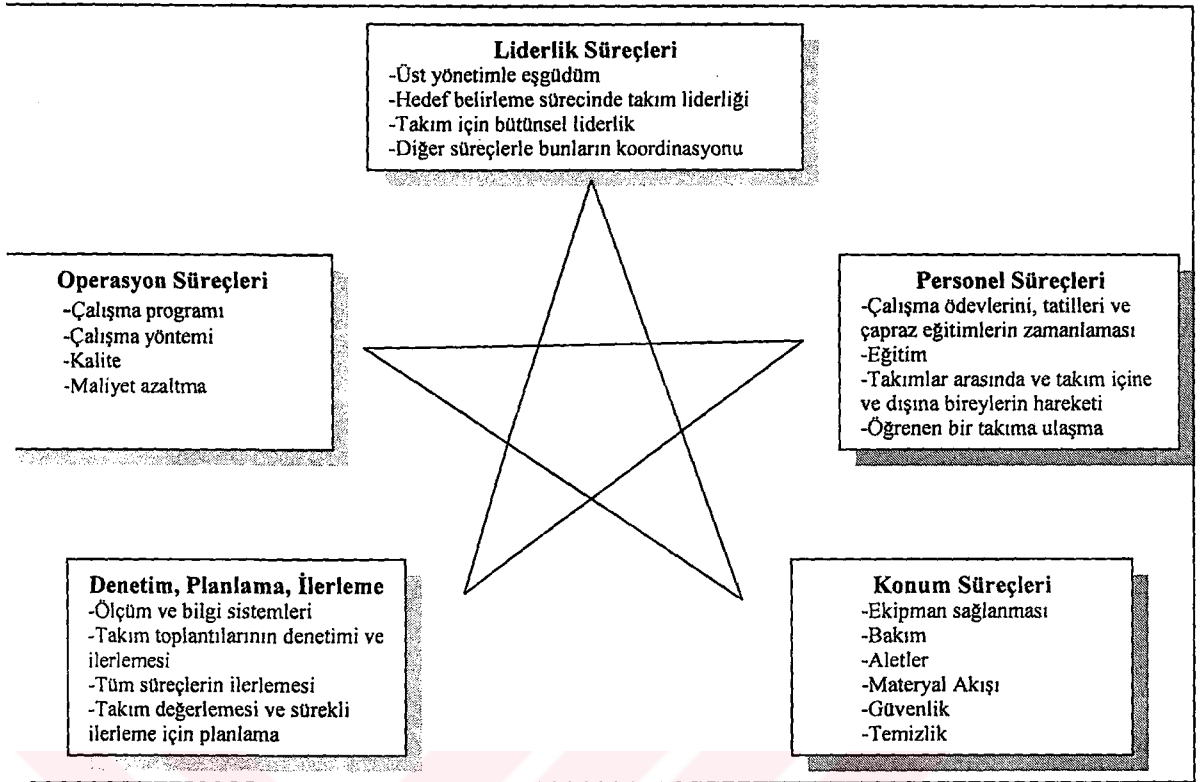 Liderlik Süreçleri
-Üst yönetimle eşgüdüm
-Hedef belirleme sürecinde takım liderliği
-Takım için bütünsel liderlik
-Diğer süreçlerle bunların koordinasyonu
Operasyon Süreçleri
-Çalışma programı
-Çalışma yöntemi
-Kalite
-Maliyet azaltma
Personel Süreçleri
-Çalışma ödevlerini, tatilleri ve
çapraz eğitimlerin zamanlaması
-Eğitim
-Takımlar arasında ve takım içine
ve dışına bireylerin hareketi
-Öğrenen bir takıma ulaşma
Denetim, Planlama, İlerleme
-Ölçüm ve bilgi sistemleri
-Takım toplantılarının denetimi ve
ilerlemesi
-Tüm süreçlerin ilerlemesi
-Takım değerlemesi ve sürekli
ilerleme için planlama
Konum Süreçleri
-Ekipman sağlanması
-Bakım
-Aletler
-Materyal Akışı
-Güvenlik
-Temizlik